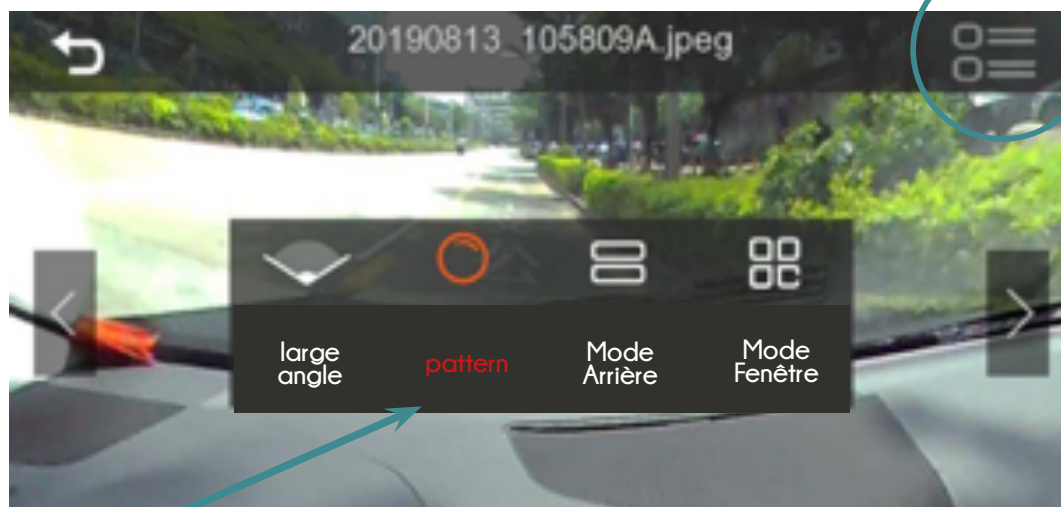 20190813_105809A.jpeg
large
angle
pattern
Mode
Arrière
Mode
Fenêtre